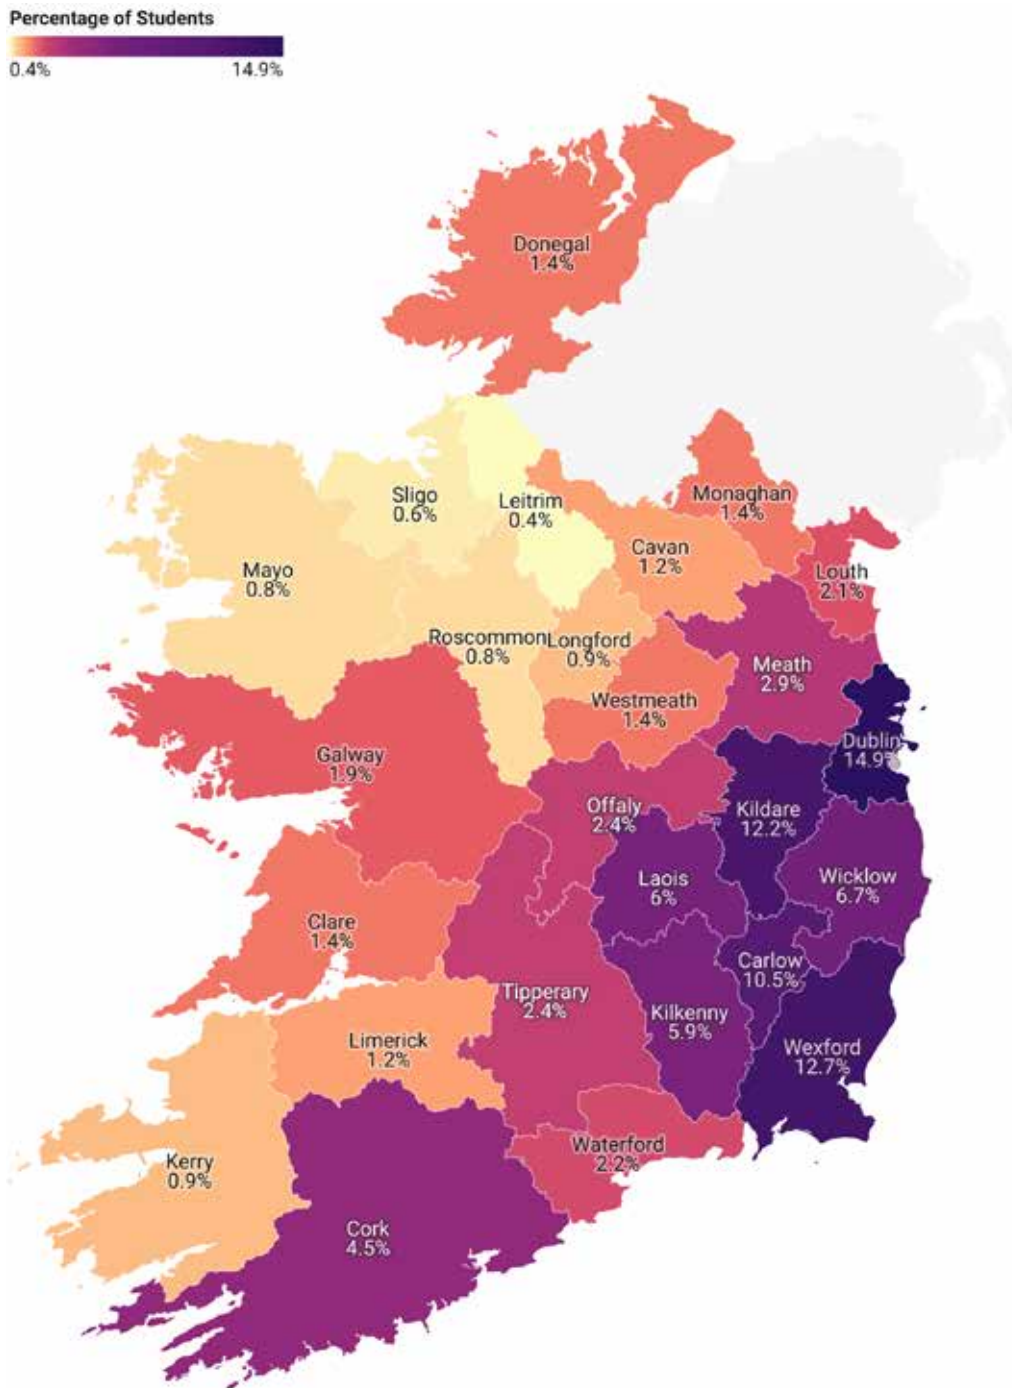 Percentage of Students
0.4% 14.9%
Donegal
1.4%
Monaghan
1.4%
Sligo
0.6%
Leitrim
0.4%
Cavan
1.2%
Louth
2.1%
Mayo
0.8%
Roscommon
0.8%
Longford
0.9%
Meath
2.9%
Westmeath
1.4%
Dublin
14.9%
Galway
1.9%
Offaly
2.4%
Kildare
12.2%
Laois
6%
Wicklow
6.7%
Clare
1.4%
Carlow
10.5%
Tipperary
2.4%
Kilkenny
5.9%
Limerick
1.2%
Wexford
12.7%
Waterford
2.2%
Kerry
0.9%
Cork
4.5%